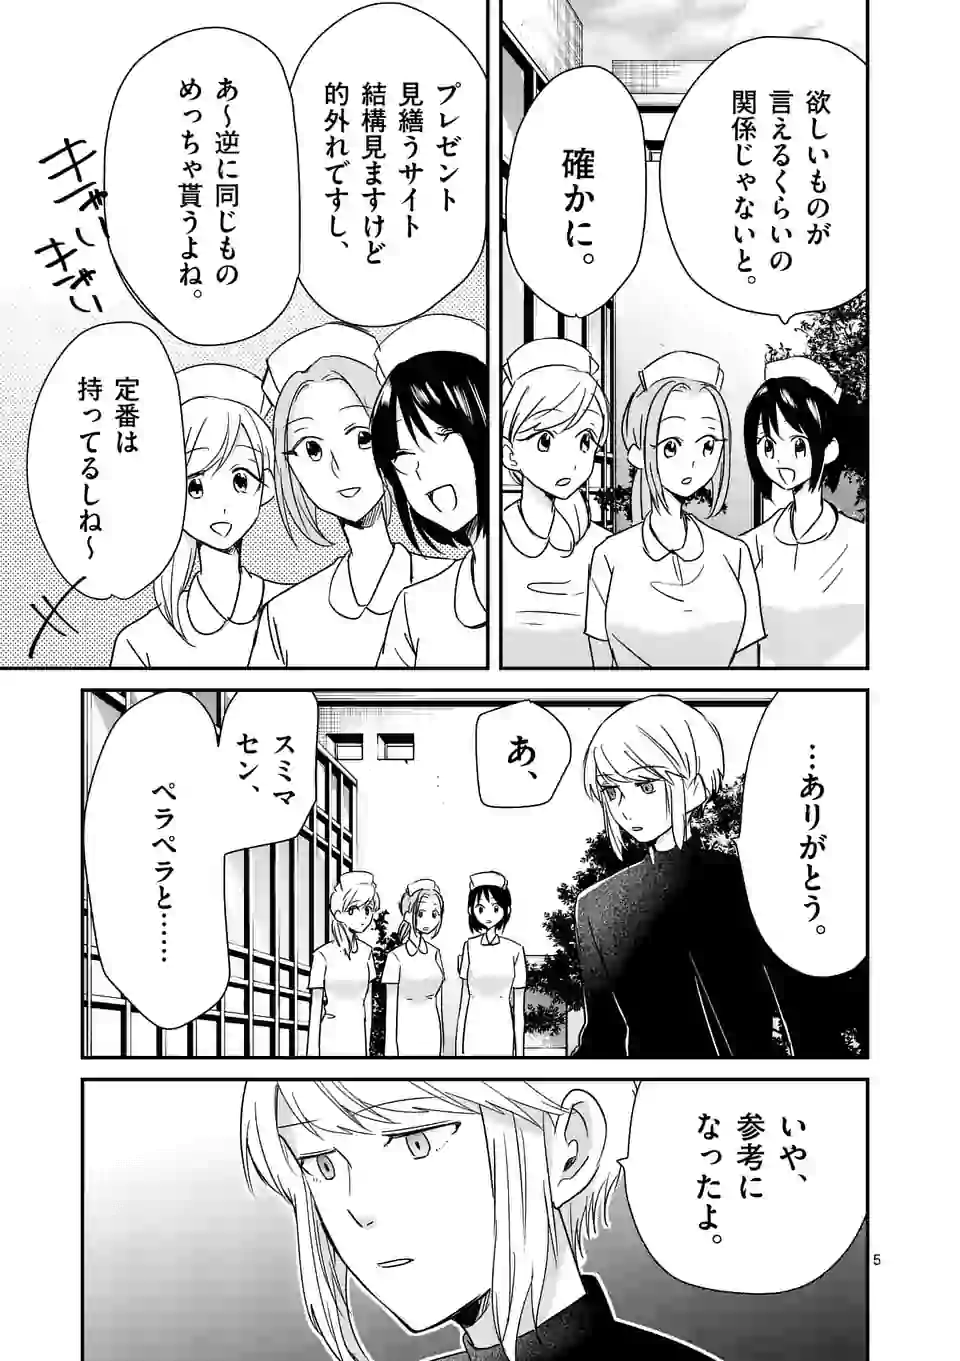 欲しいものが
言えるくらいの
関係じゃないと。
確かに。
プレゼント
見繕うサイト
結構見ますけど
的外れですし、
あ〜逆に同じもの
めっちゃ貰うよね。
キャい
キャい
定番は
持ってるしね〜
…ありがとう。
あ、
スミマ
セン、
ペラペラと……
いや、
参考に
なったよ。
5